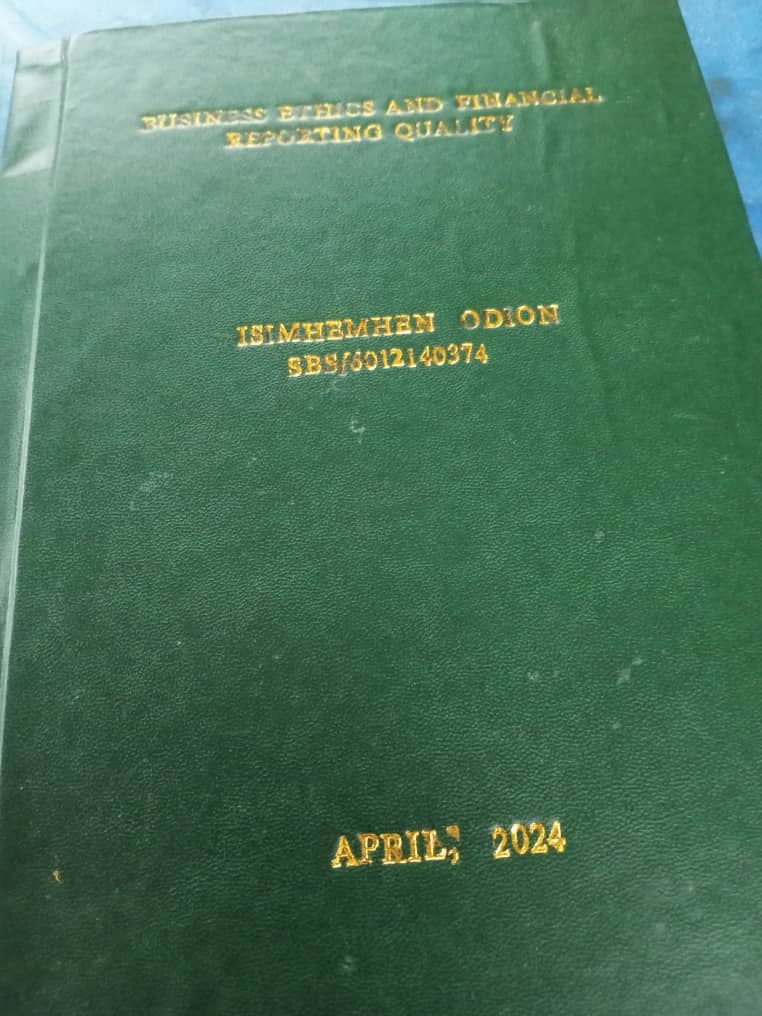 BUSINESS ETHICS AND FINANCIAL
REPORTING QUALITY
ISIMHEMHEN ODION
SBS/6012140374
APRIL, 2024